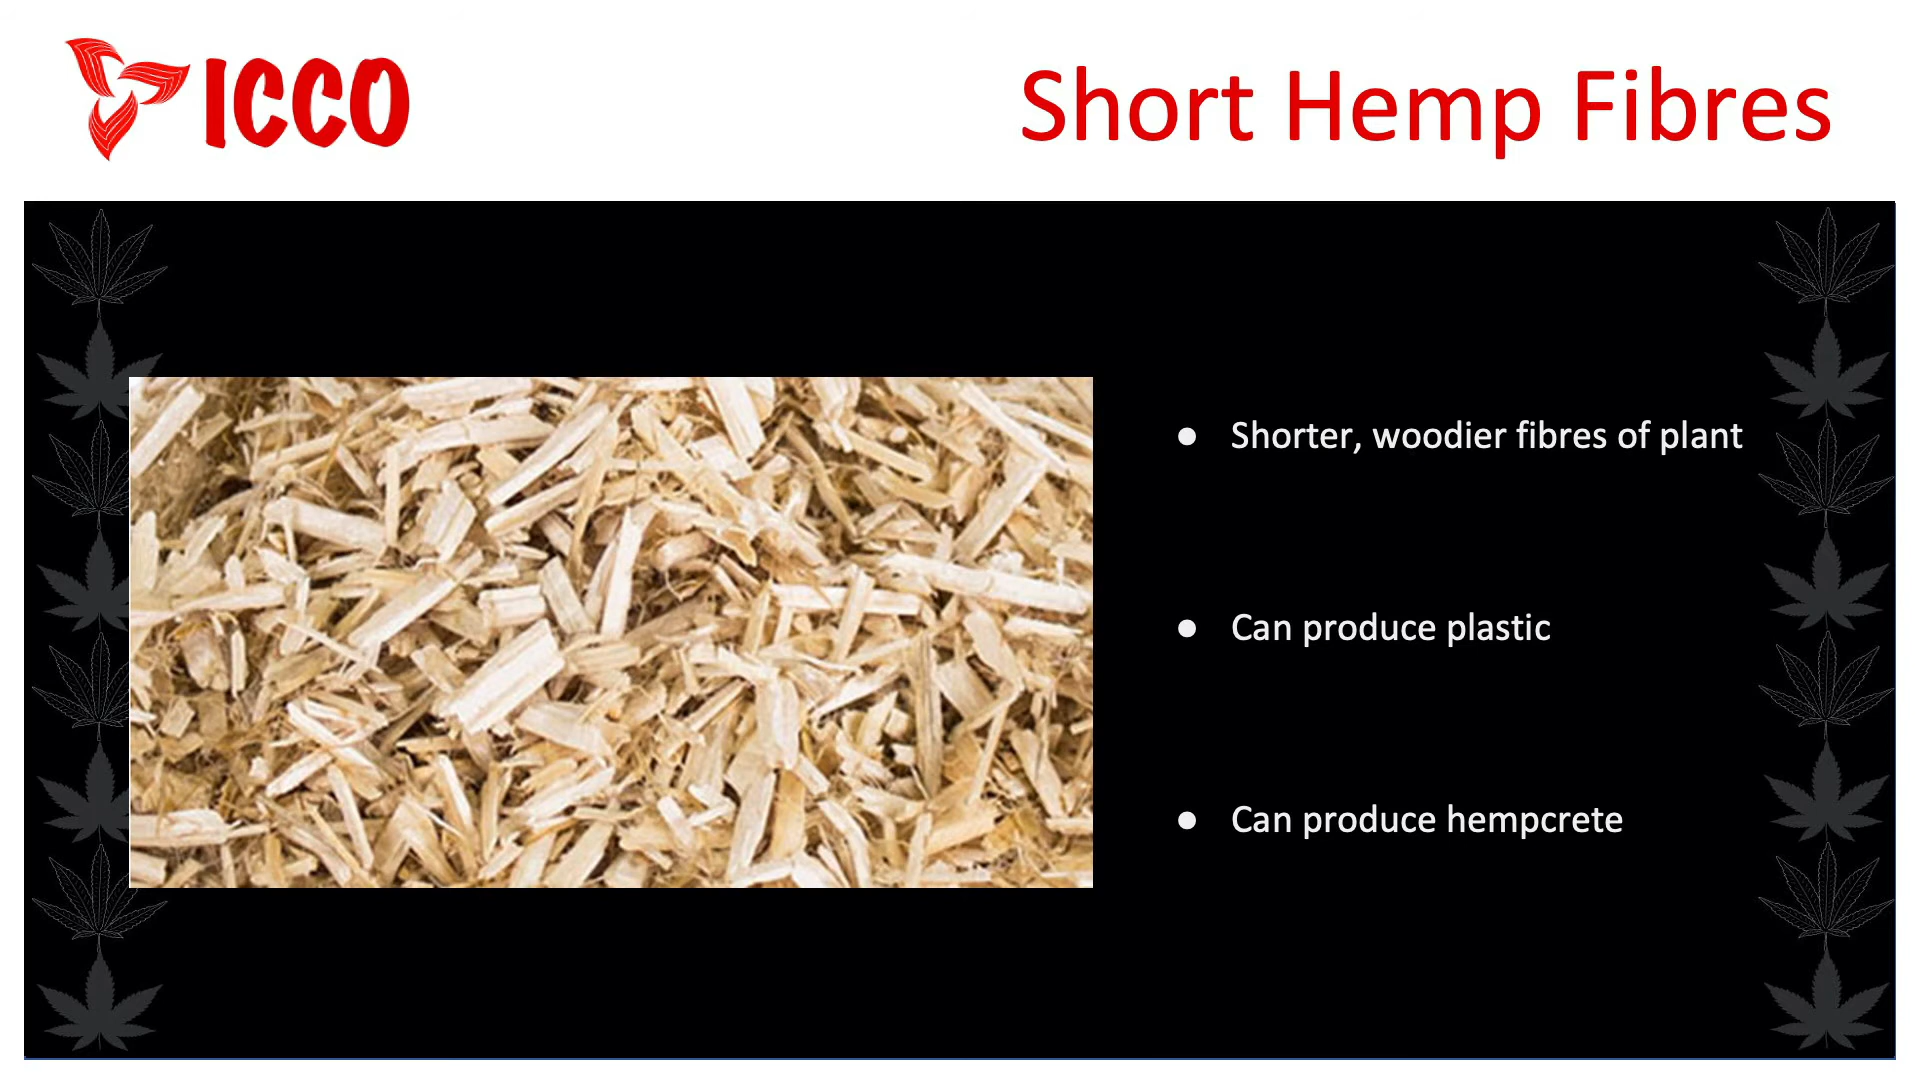 ICCO
Short Hemp Fibres
● Shorter, woodier fibres of plant
● Can produce plastic
● Can produce hempcrete